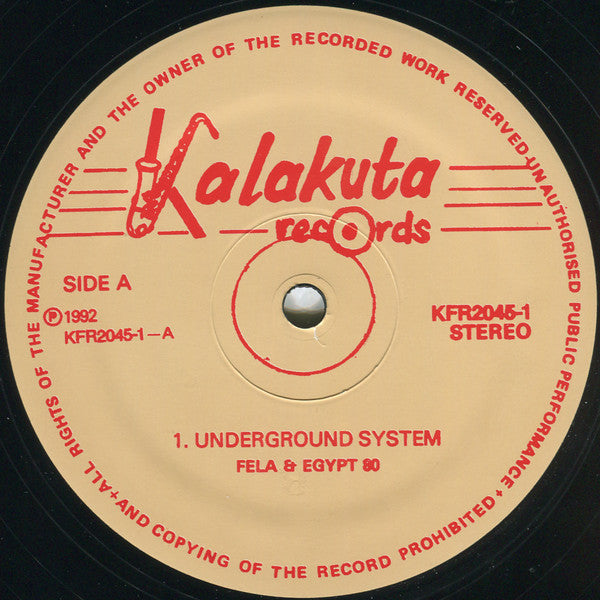 Kalakuta
records
SIDE A
℗1992
KFR2045-1-A
KFR2045-1
STEREO
1. UNDERGROUND SYSTEM
FELA & EGYPT 80
ALL RIGHTS OF THE MANUFACTURER AND THE OWNER OF THE RECORDED WORK RESERVED-UNAUTHORISED PUBLIC PERFORMANCE+AND COPYING OF THE RECORD PROHIBITED+